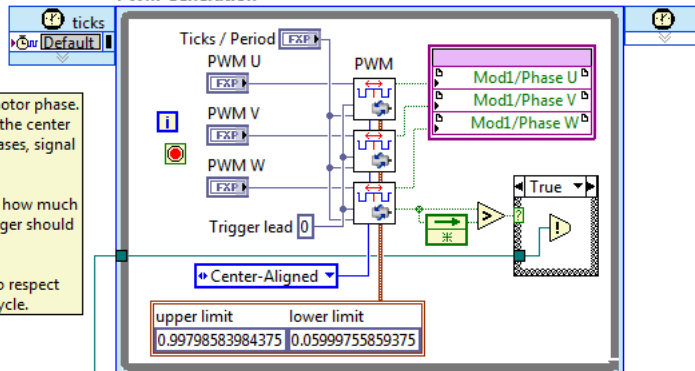 ticks
Default
Ticks / Period FXP
PWM U
FXP
PWM
Mod1/Phase U
Mod1/Phase V
Mod1/Phase W
PWM V
FXP
i
PWM W
FXP
Trigger lead 0
True
?
Center-Aligned
upper limit lower limit
0.99798583984375 0.05999755859375
otor phase.
the center
ases, signal
how much
ger should
o respect
ycle.